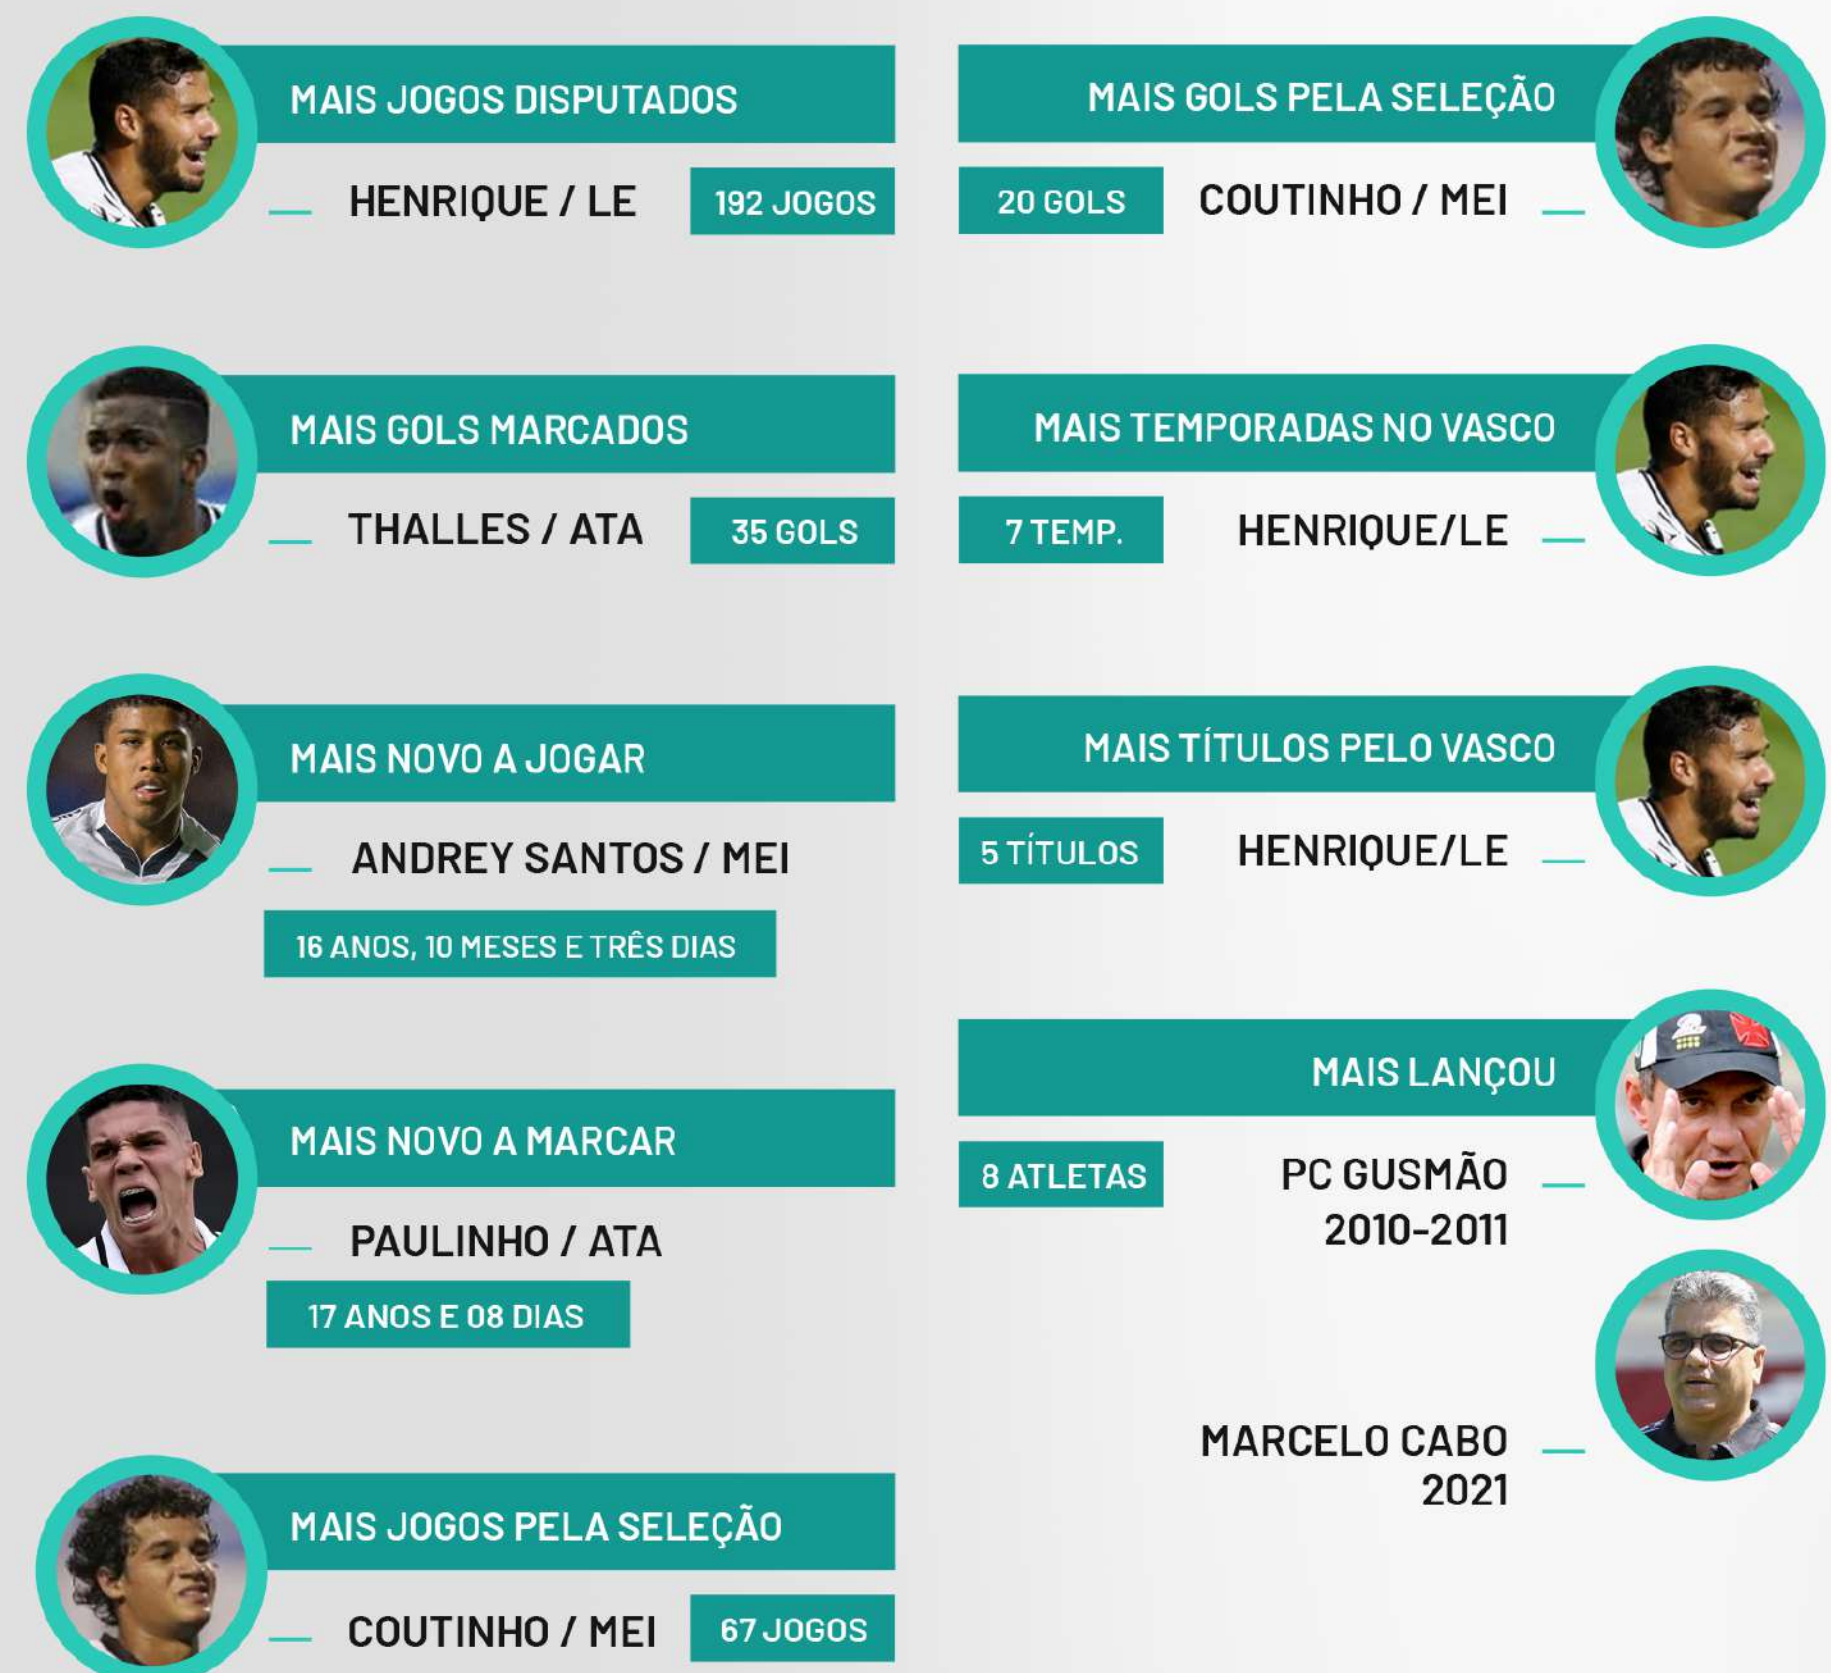 MAIS JOGOS DISPUTADOS
HENRIQUE / LE
192 JOGOS
MAIS GOLS MARCADOS
THALLES / ATA
35 GOLS
MAIS NOVO A JOGAR
ANDREY SANTOS / MEI
16 ANOS, 10 MESES E TRÊS DIAS
MAIS NOVO A MARCAR
PAULINHO / ATA
17 ANOS E 08 DIAS
MAIS JOGOS PELA SELEÇÃO
COUTINHO / MEI
67 JOGOS
MAIS GOLS PELA SELEÇÃO
20 GOLS
COUTINHO / MEI
MAIS TEMPORADAS NO VASCO
7 TEMP.
HENRIQUE/LE
MAIS TÍTULOS PELO VASCO
5 TÍTULOS
HENRIQUE/LE
MAIS LANÇOU
8 ATLETAS
PC GUSMÃO
2010-2011
MARCELO CABO
2021